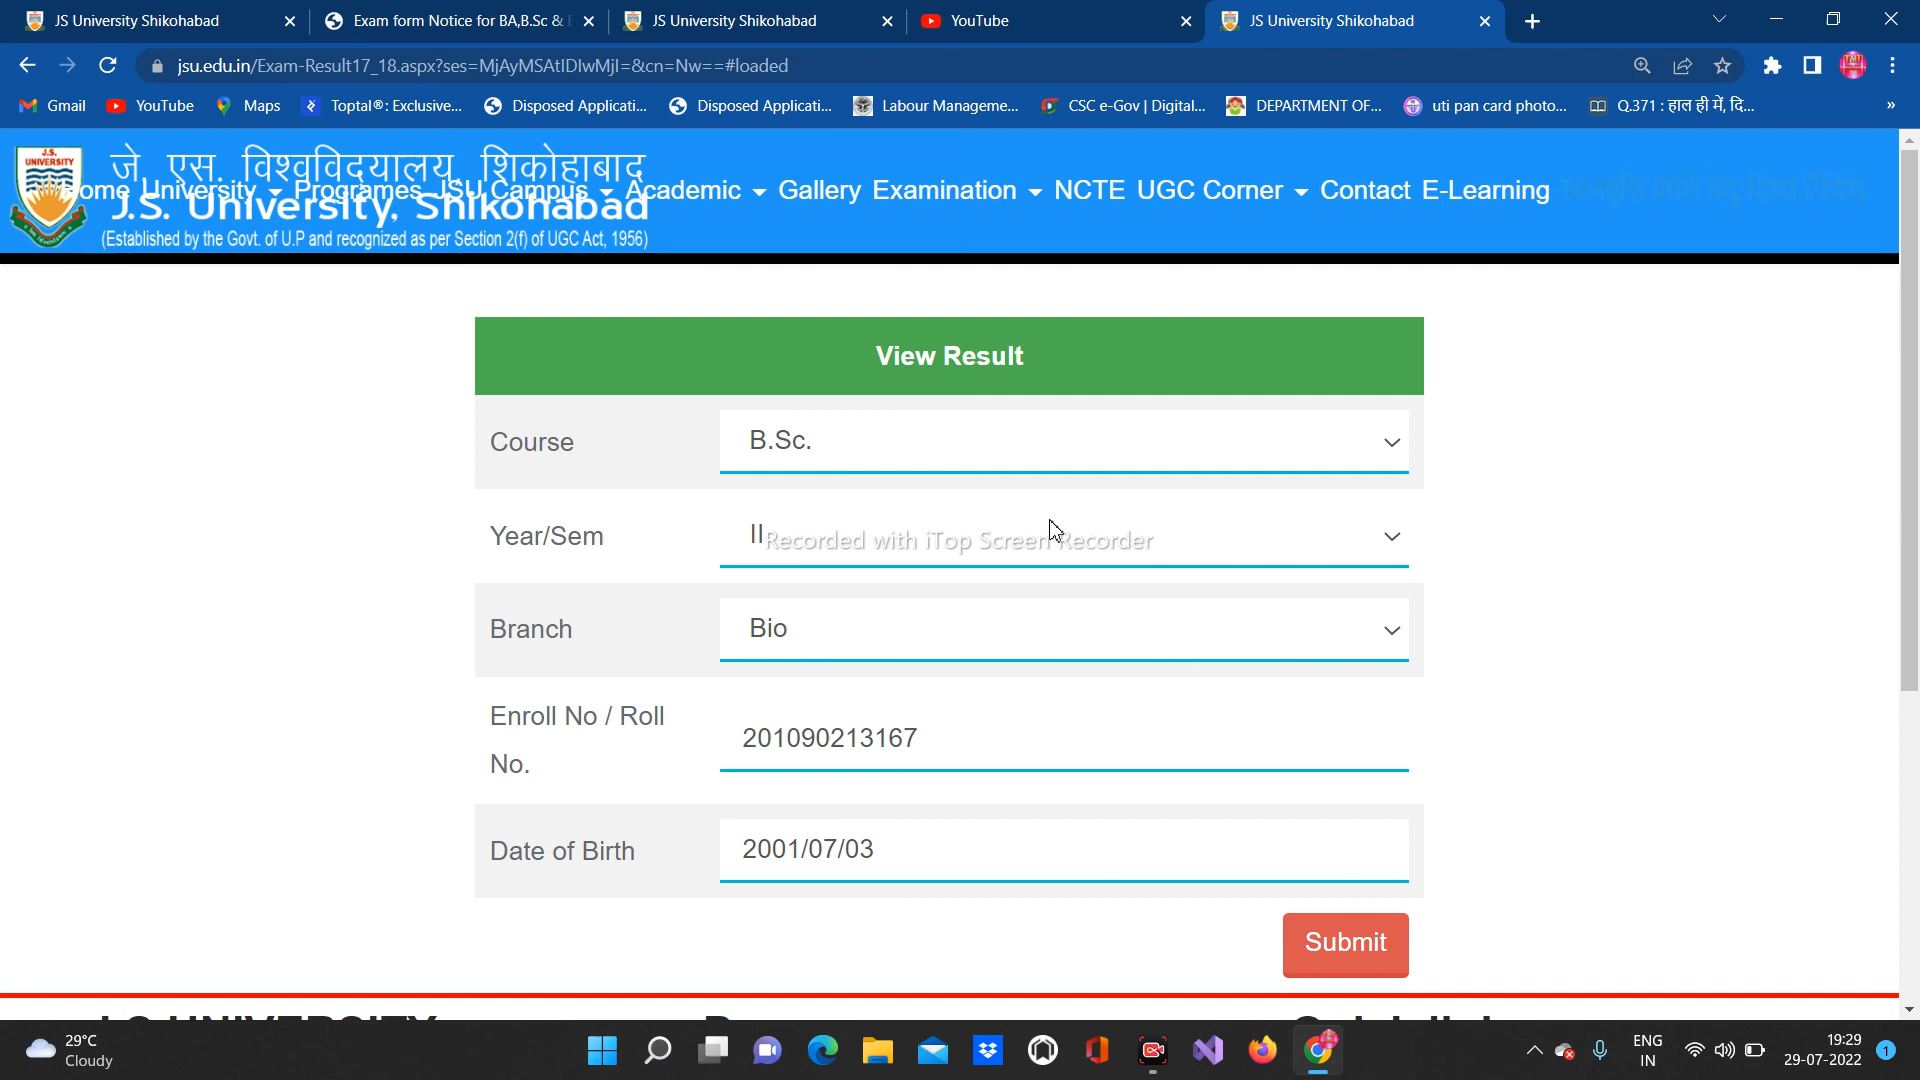 JS University Shikohabad
Exam form Notice for BA,B.Sc &
JS University Shikohabad
YouTube
JS University Shikohabad
jsu.edu.in/Exam-Result17_18.aspx?ses=MjAyMSAtIDIwMjI=&cn=Nw==#loaded
Gmail
YouTube
Maps
Toptal®: Exclusive...
Disposed Applicati...
Disposed Applicati...
Labour Manageme...
CSC e-Gov | Digital...
DEPARTMENT OF...
uti pan card photo...
Q.371 : हाल ही में, दि...
»
J.S.
UNIVERSITY
जे. एस. विश्वविद्यालय, शिकोहाबाद
Home University Programes JSU Campus Academic Gallery Examination NCTE UGC Corner Contact E-Learning
J.S. University, Shikohabad
(Established by the Govt. of U.P and recognized as per Section 2(f) of UGC Act, 1956)
View Result
Course
B.Sc.
Year/Sem
II
Recorded with iTop Screen Recorder
Branch
Bio
Enroll No / Roll
No.
201090213167
Date of Birth
2001/07/03
Submit
29°C
Cloudy
ENG
IN
19:29
29-07-2022
1